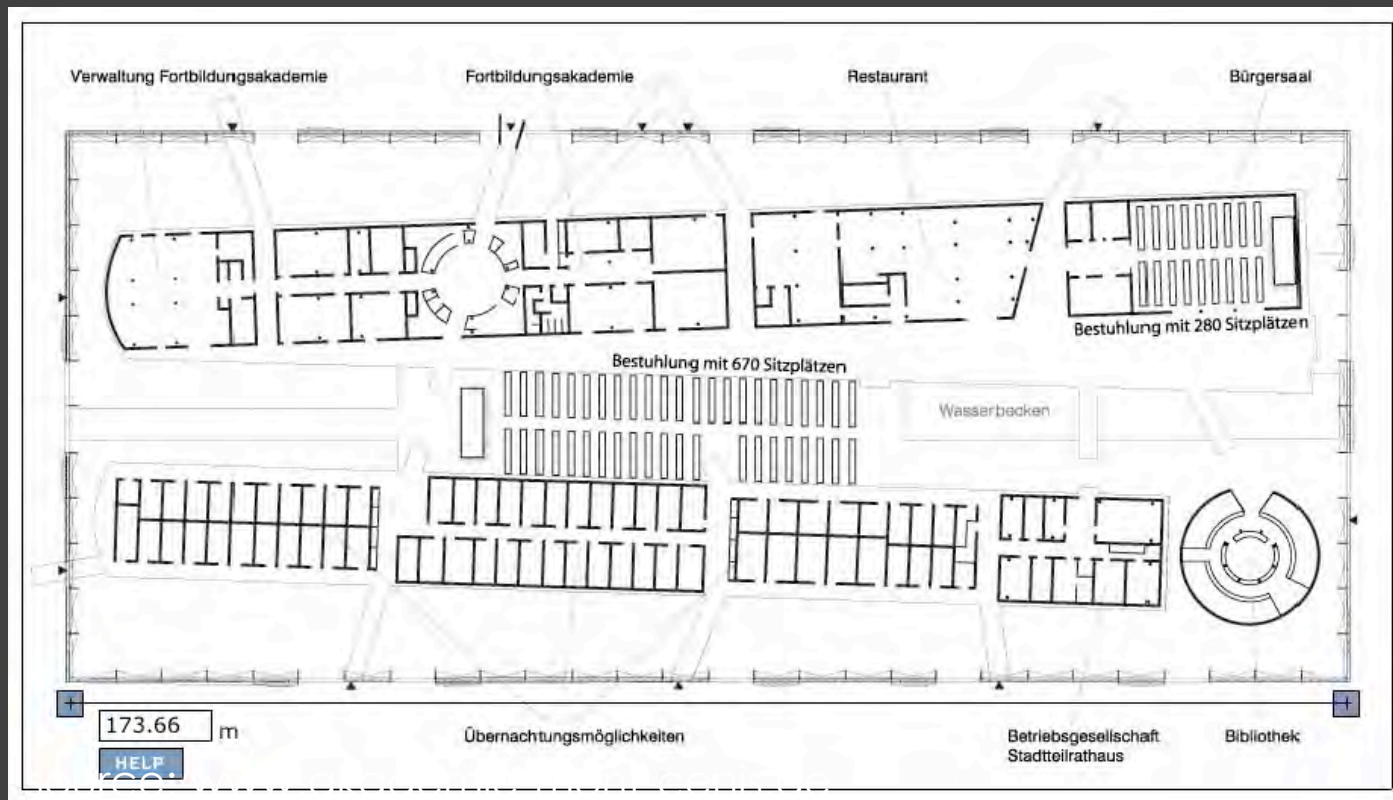 Verwaltung Fortbildungsakademie
Fortbildungsakademie
Restaurant
Bürgersaal
Bestuhlung mit 280 Sitzplätzen
Bestuhlung mit 670 Sitzplätzen
Wasserbecken
173.66 m
HELP
Übernachtungsmöglichkeiten
Betriebsgesellschaft
Stadtteilrathaus
Bibliothek